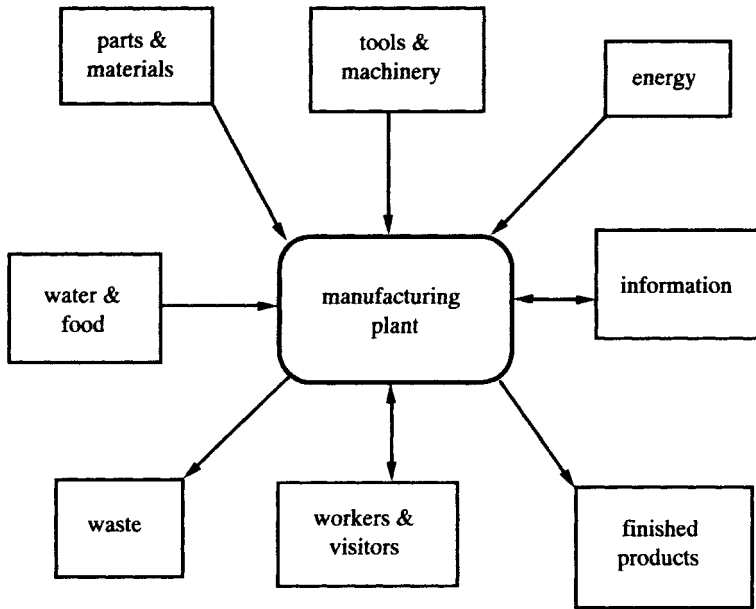 parts &
materials
tools &
machinery
energy
water &
food
manufacturing
plant
information
waste
workers &
visitors
finished
products